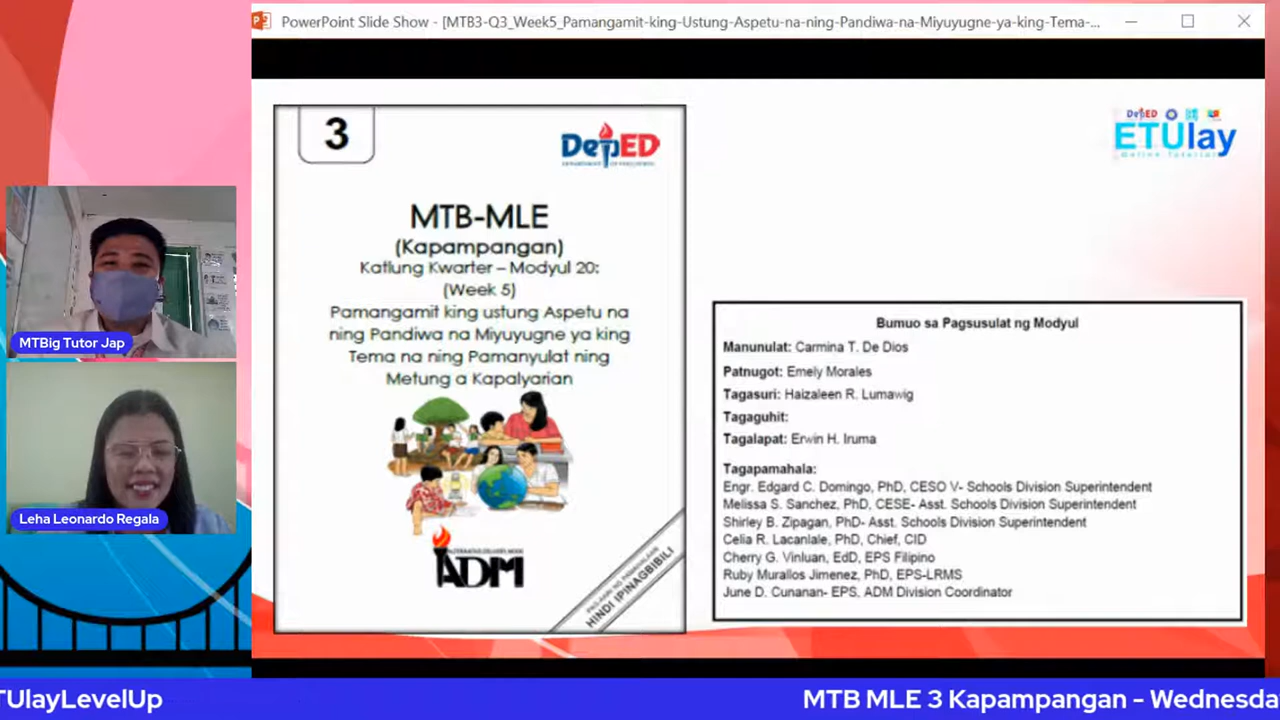 PowerPoint Slide Show - [MTB3-Q3_Week5_Pamangamit-king-Ustung-Aspetu-na-ning-Pandiwa-na-Miyuyugne-ya-king-Tema-...
3
DepED
DEPARTMENT OF EDUCATION
MTB-MLE
(Kapampangan)
Katlung Kwarter – Modyul 20:
(Week 5)
Pamangamit king ustung Aspetu na
ning Pandiwa na Miyuyugne ya king
Tema na ning Pamanyulat ning
Metung a Kapalyarian
ADM
HINDI IPINAGBIBILI
DepED
ETUlay
Online Tutorial
Bumuo sa Pagsusulat ng Modyul
Manunulat: Carmina T. De Dios
Patnugot: Emely Morales
Tagasuri: Haizaleen R. Lumawig
Tagaguhit:
Tagalapat: Erwin H. Iruma
Tagapamahala:
Engr. Edgard C. Domingo, PhD, CESO V- Schools Division Superintendent
Melissa S. Sanchez, PhD, CESE- Asst. Schools Division Superintendent
Shirley B. Zipagan, PhD- Asst. Schools Division Superintendent
Celia R. Lacanlale, PhD, Chief, CID
Cherry G. Vinluan, EdD, EPS Filipino
Ruby Murallos Jimenez, PhD, EPS-LRMS
June D. Cunanan- EPS, ADM Division Coordinator
MTBig Tutor Jap
Leha Leonardo Regala
TUlayLevelUp
MTB MLE 3 Kapampangan - Wednesda